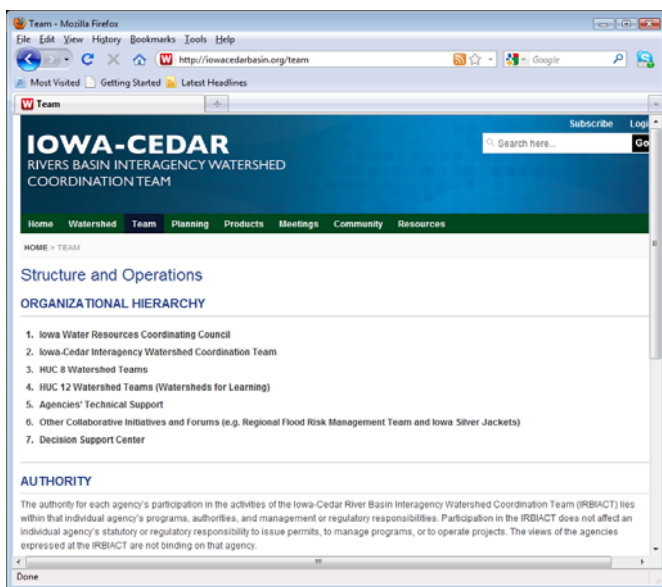 Team - Mozilla Firefox
File Edit View History Bookmarks Tools Help
http://iowacedarbasin.org/team
Google
Most Visited Getting Started Latest Headlines
Team
Subscribe Logi
IOWA-CEDAR
RIVERS BASIN INTERAGENCY WATERSHED
COORDINATION TEAM
Search here... Go
Home Watershed Team Planning Products Meetings Community Resources
HOME > TEAM
Structure and Operations
ORGANIZATIONAL HIERARCHY
1. Iowa Water Resources Coordinating Council
2. Iowa-Cedar Interagency Watershed Coordination Team
3. HUC 8 Watershed Teams
4. HUC 12 Watershed Teams (Watersheds for Learning)
5. Agencies' Technical Support
6. Other Collaborative Initiatives and Forums (e.g. Regional Flood Risk Management Team and Iowa Silver Jackets)
7. Decision Support Center
AUTHORITY
The authority for each agency's participation in the activities of the Iowa-Cedar River Basin Interagency Watershed Coordination Team (IRBIACT) lies
within that individual agency's programs, authorities, and management or regulatory responsibilities. Participation in the IRBIACT does not affect an
individual agency's statutory or regulatory responsibility to issue permits, to manage programs, or to operate projects. The views of the agencies
expressed at the IRBIACT are not binding on that agency.
Done